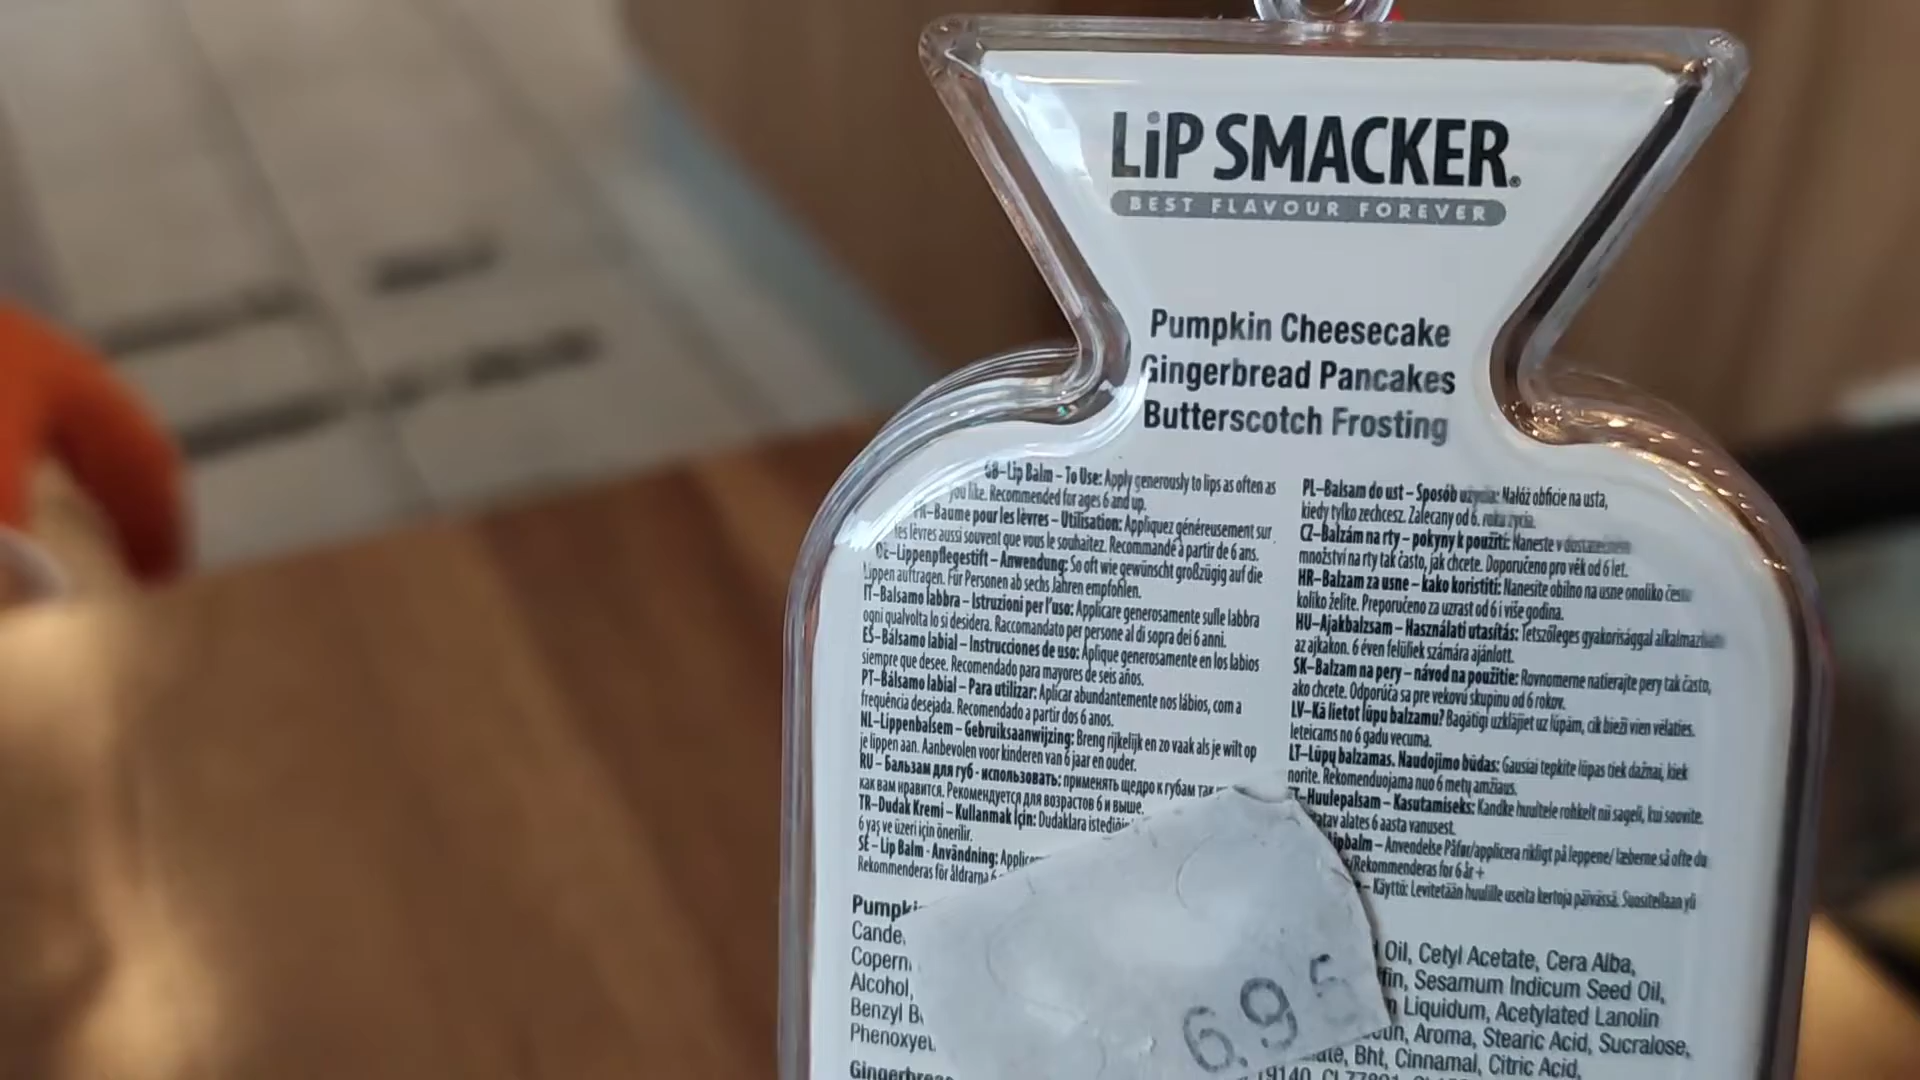 LiP SMACKER®
BEST FLAVOUR FOREVER
Pumpkin Cheesecake
Gingerbread Pancakes
Butterscotch Frosting
GB–Lip Balm – To Use: Apply generously to lips as often as
you like. Recommended for ages 6 and up.
FR–Baume pour les lèvres – Utilisation: Appliquez généreusement sur
les lèvres aussi souvent que vous le souhaitez. Recommandé à partir de 6 ans.
DE–Lippenpflegestift – Anwendung: So oft wie gewünscht großzügig auf die
Lippen auftragen. Für Personen ab sechs Jahren empfohlen.
IT–Balsamo labbra – Istruzioni per l'uso: Applicare generosamente sulle labbra
ogni qualvolta lo si desidera. Raccomandato per persone al di sopra dei 6 anni.
ES–Bálsamo labial – Instrucciones de uso: Aplique generosamente en los labios
siempre que desee. Recomendado para mayores de seis años.
PT–Bálsamo labial – Para utilizar: Aplicar abundantemente nos lábios, com a
frequência desejada. Recomendado a partir dos 6 anos.
NL–Lippenbalsem – Gebruiksaanwijzing: Breng rijkelijk en zo vaak als je wilt op
je lippen aan. Aanbevolen voor kinderen van 6 jaar en ouder.
RU – Бальзам для губ - использовать: применять щедро к губам так
как вам нравится. Рекомендуется для возрастов 6 и выше.
TR–Dudak Kremi – Kullanmak İçin: Dudaklara
6 yaş ve üzeri için önerilir.
SE – Lip Balm - Användning:
Rekommenderas för åldrarna 6
PL–Balsam do ust – Sposób użycia: Nałóż obficie na usta,
kiedy tylko zechcesz. Zalecany od 6. roku życia.
CZ–Balzám na rty – pokyny k použití: Naneste v dostatečném
množství na rty tak často, jak chcete. Doporučeno pro věk od 6 let.
HR–Balzam za usne – kako koristiti: Nanesite obilno na usne onoliko često
koliko želite. Preporučeno za uzrast od 6 i više godina.
HU–Ajakbalzsam – Használati utasítás: Tetszőleges gyakorisággal
az ajkakon. 6 éven felüliek számára ajánlott.
SK–Balzam na pery – návod na použitie: Rovnomerne natierajte pery tak často,
ako chcete. Odporúča sa pre vekovú skupinu od 6 rokov.
LV–Kā lietot lūpu balzamu? Bagātīgi uzklājiet uz lūpām, cik bieži vien vēlaties.
Ieteicams no 6 gadu vecuma.
LT–Lūpų balzamas. Naudojimo būdas: Gausiai tepkite lūpas tiek dažnai, kiek
norite. Rekomenduojama nuo 6 metų amžiaus.
Huulepalsam – Kasutamiseks: Kandke huultele rohkelt nii sageli, kui soovite.
alates 6 aasta vanusest.
– Anvendelse Påfør/applicera rikligt på leppene/ læberne så ofte du
/Rekommenderas for 6 år +
– Käyttö: Levitetään huulille useita kertoja päivässä. Suositellaan yli
Oil, Cetyl Acetate, Cera Alba,
Sesamum Indicum Seed Oil,
Alcohol, Liquidum, Acetylated Lanolin
Benzyl Aroma, Stearic Acid, Sucralose,
Bht, Cinnamal, Citric Acid,
6.95